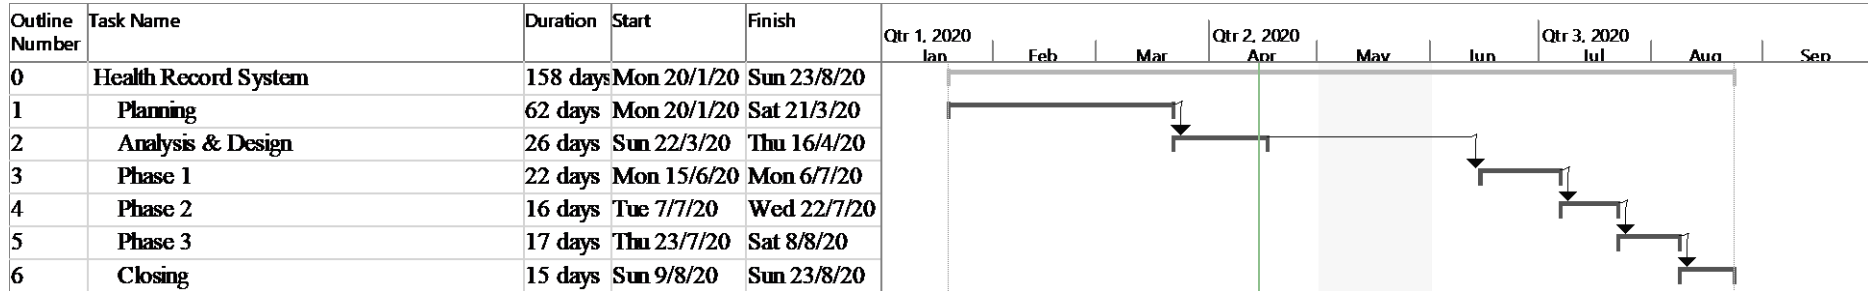 Outline Number Task Name Duration Start Finish
Qtr 1, 2020 Qtr 2, 2020 Qtr 3, 2020
Jan Feb Mar Apr May Jun Jul Aug Sep
0 Health Record System 158 days Mon 20/1/20 Sun 23/8/20
1 Planning 62 days Mon 20/1/20 Sat 21/3/20
2 Analysis & Design 26 days Sun 22/3/20 Thu 16/4/20
3 Phase 1 22 days Mon 15/6/20 Mon 6/7/20
4 Phase 2 16 days Tue 7/7/20 Wed 22/7/20
5 Phase 3 17 days Thu 23/7/20 Sat 8/8/20
6 Closing 15 days Sun 9/8/20 Sun 23/8/20